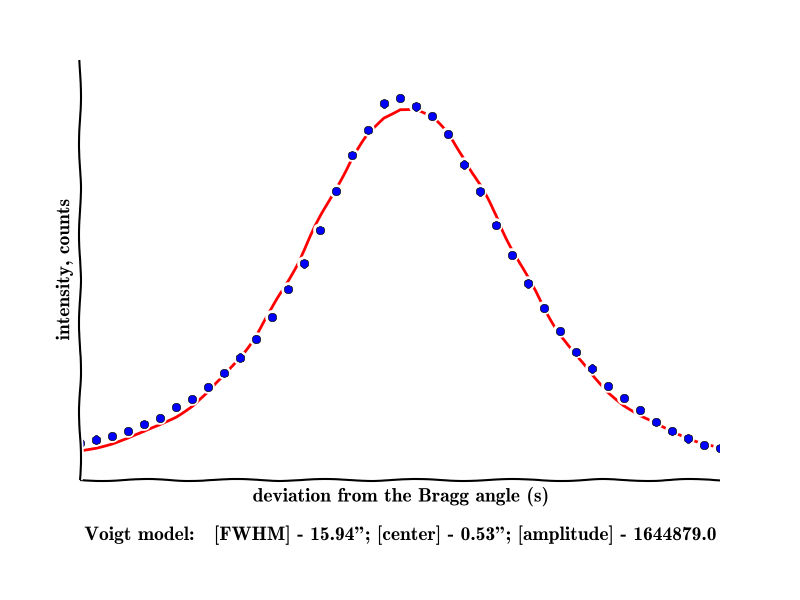 intensity, counts
deviation from the Bragg angle (s)
Voigt model: [FWHM] - 15.94”; [center] - 0.53”; [amplitude] - 1644879.0